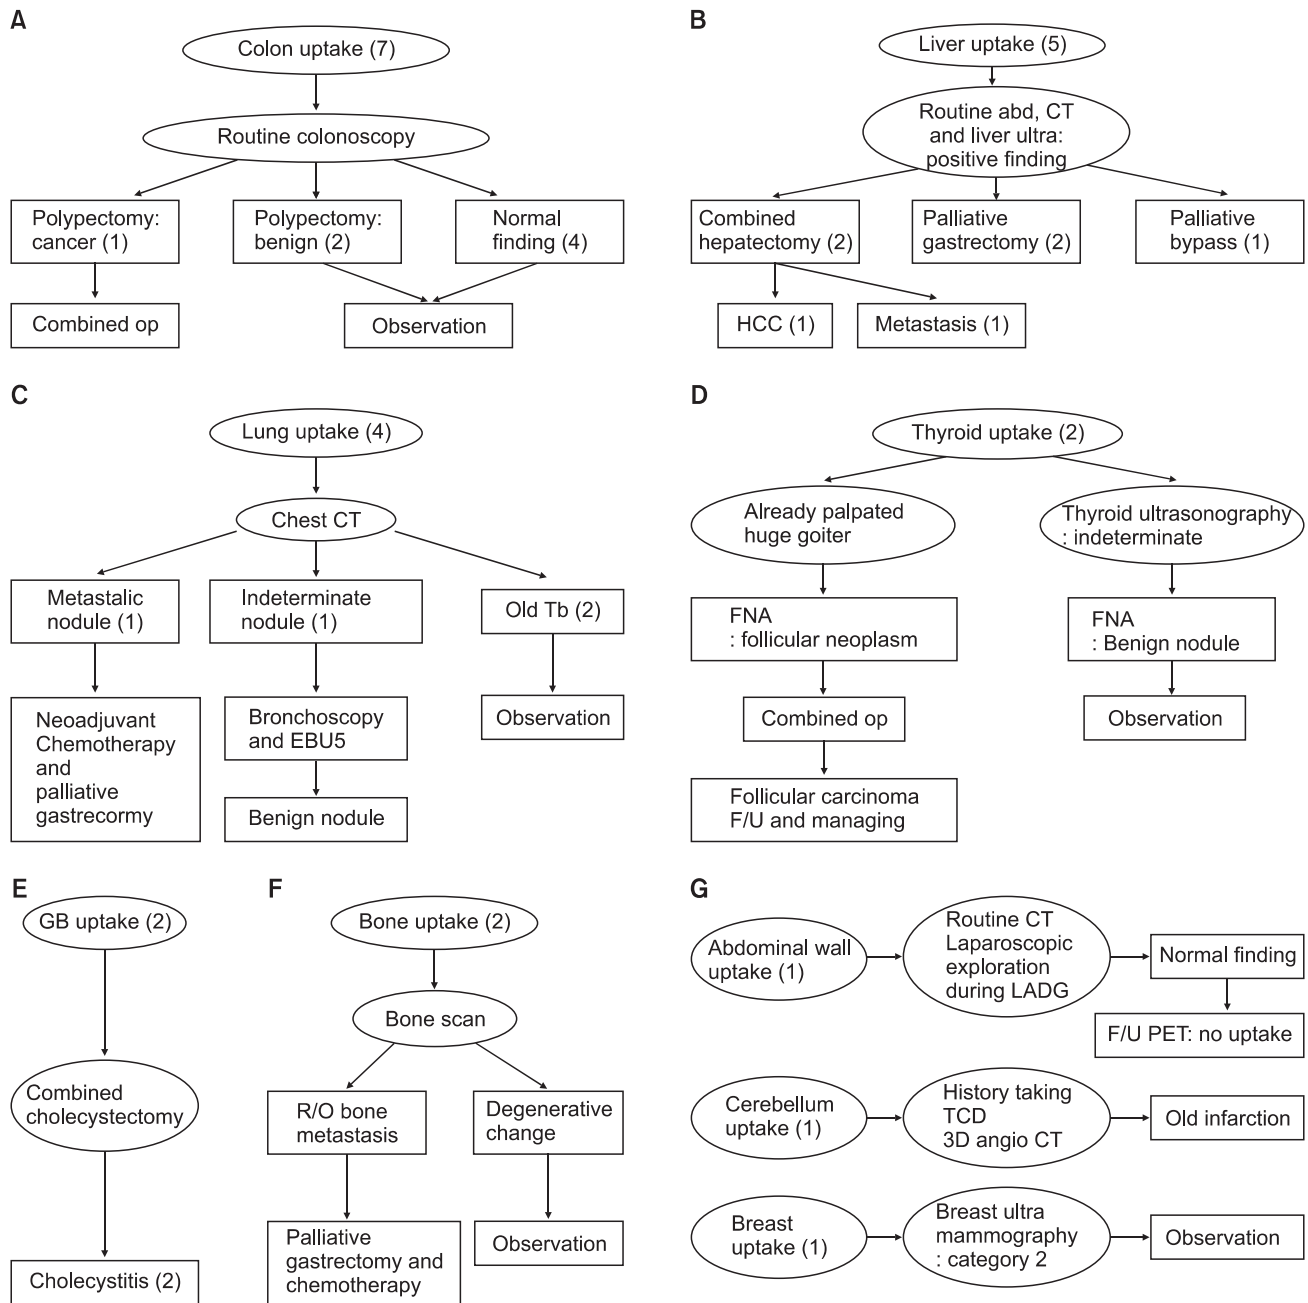 A
Colon uptake (7)
Routine colonoscopy
Polypectomy:
cancer (1)
Polypectomy:
benign (2)
Normal
finding (4)
Combined op
Observation
B
Liver uptake (5)
Routine abd, CT
and liver ultra:
positive finding
Combined
hepatectomy (2)
Palliative
gastrectomy (2)
Palliative
bypass (1)
HCC (1)
Metastasis (1)
C
Lung uptake (4)
Chest CT
Metastalic
nodule (1)
Indeterminate
nodule (1)
Old Tb (2)
Neoadjuvant
Chemotherapy
and
palliative
gastrecormy
Bronchoscopy
and EBU5
Observation
Benign nodule
D
Thyroid uptake (2)
Already palpated
huge goiter
Thyroid ultrasonography
: indeterminate
FNA
: follicular neoplasm
FNA
: Benign nodule
Combined op
Observation
Follicular carcinoma
F/U and managing
E
GB uptake (2)
Combined
cholecystectomy
Cholecystitis (2)
F
Bone uptake (2)
Bone scan
R/O bone
metastasis
Degenerative
change
Palliative
gastrectomy and
chemotherapy
Observation
G
Abdominal wall
uptake (1)
Routine CT
Laparoscopic
exploration
during LADG
Normal finding
F/U PET: no uptake
Cerebellum
uptake (1)
History taking
TCD
3D angio CT
Old infarction
Breast
uptake (1)
Breast ultra
mammography
: category 2
Observation